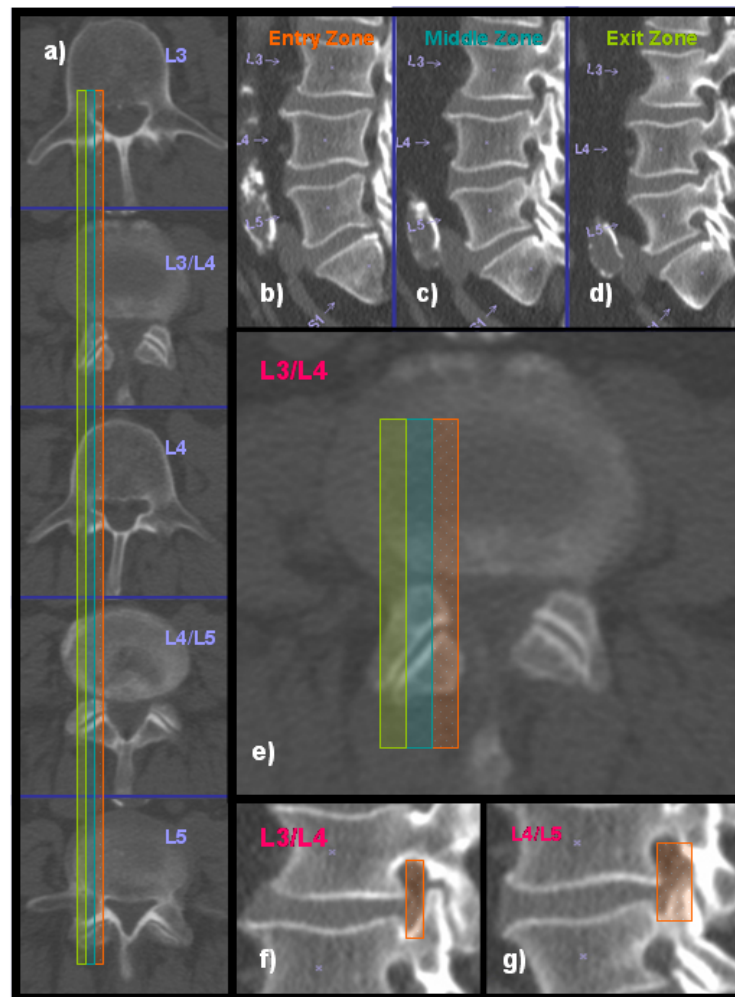 a)
L3
L3/L4
L4
L4/L5
L5
Entry Zone
L3→
L4→
L5→
S1→
b)
Middle Zone
L3→
L4→
L5→
c)
Exit Zone
L3→
L4→
L5→
d)
L3/L4
e)
L3/L4
f)
L4/L5
g)